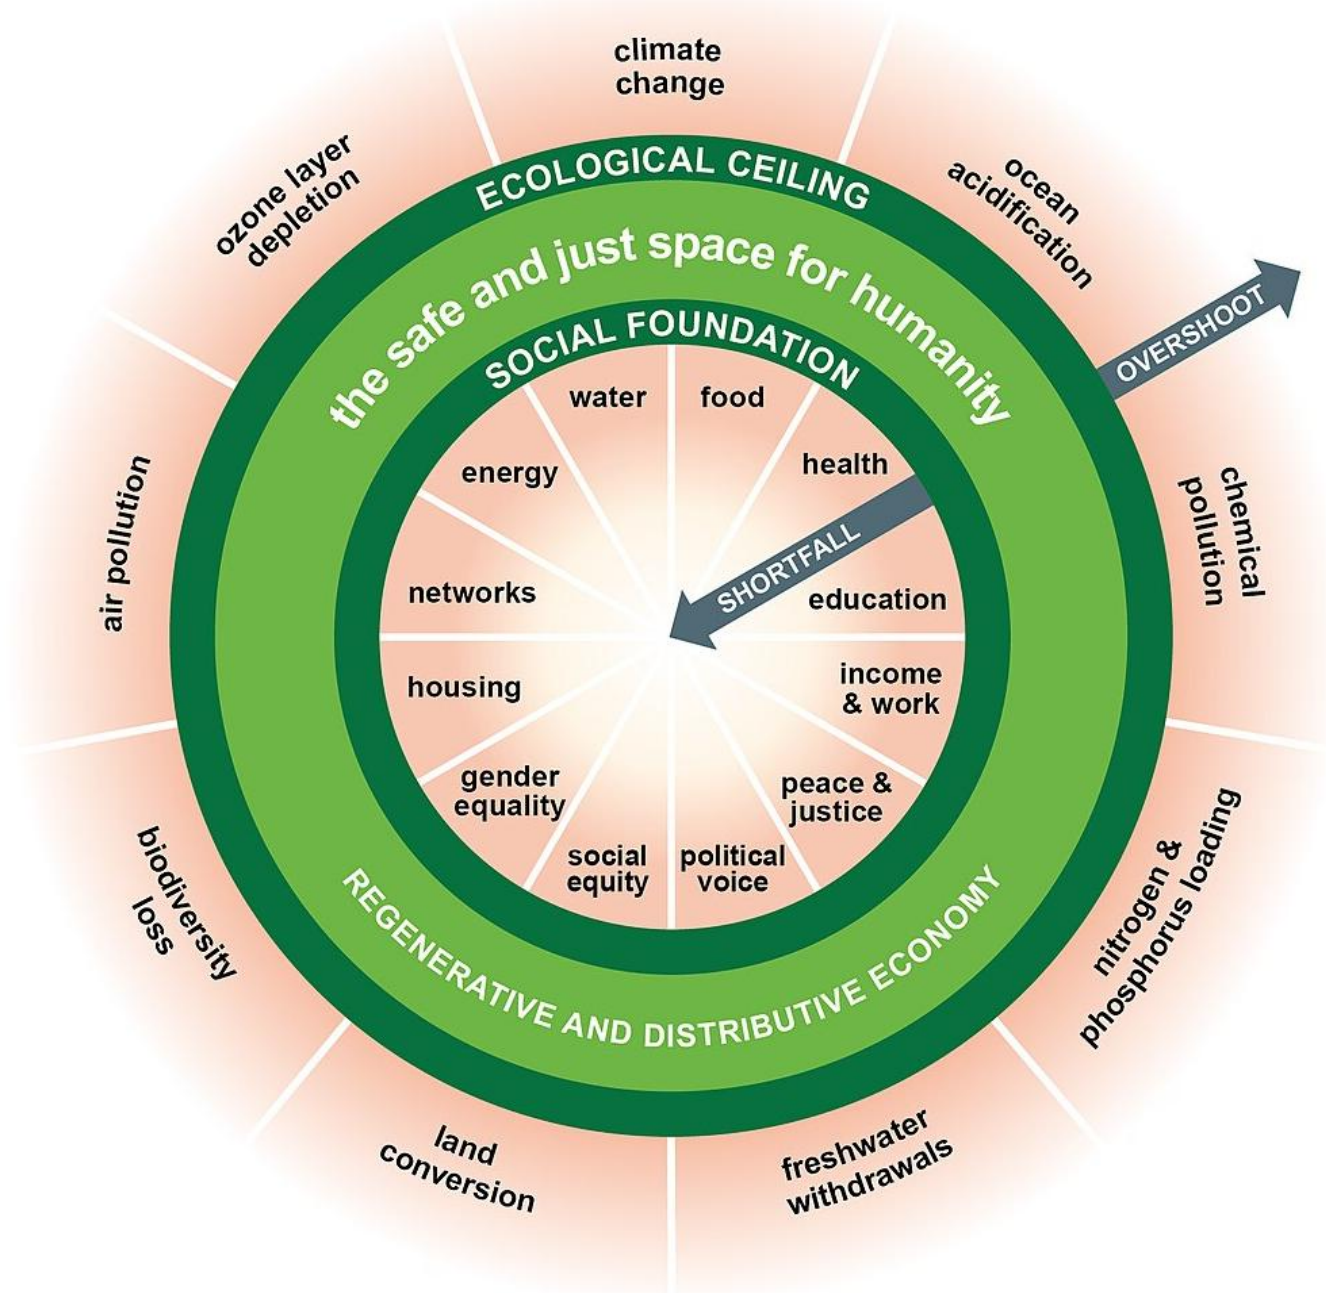 climate
change
ocean
acidification
chemical
pollution
nitrogen &
phosphorus loading
freshwater
withdrawals
land
conversion
biodiversity
loss
air pollution
ozone layer
depletion
OVERSHOOT
ECOLOGICAL CEILING
the safe and just space for humanity
SOCIAL FOUNDATION
water
food
health
SHORTFALL
education
income
& work
peace &
justice
political
voice
social
equity
gender
equality
housing
networks
energy
REGENERATIVE AND DISTRIBUTIVE ECONOMY